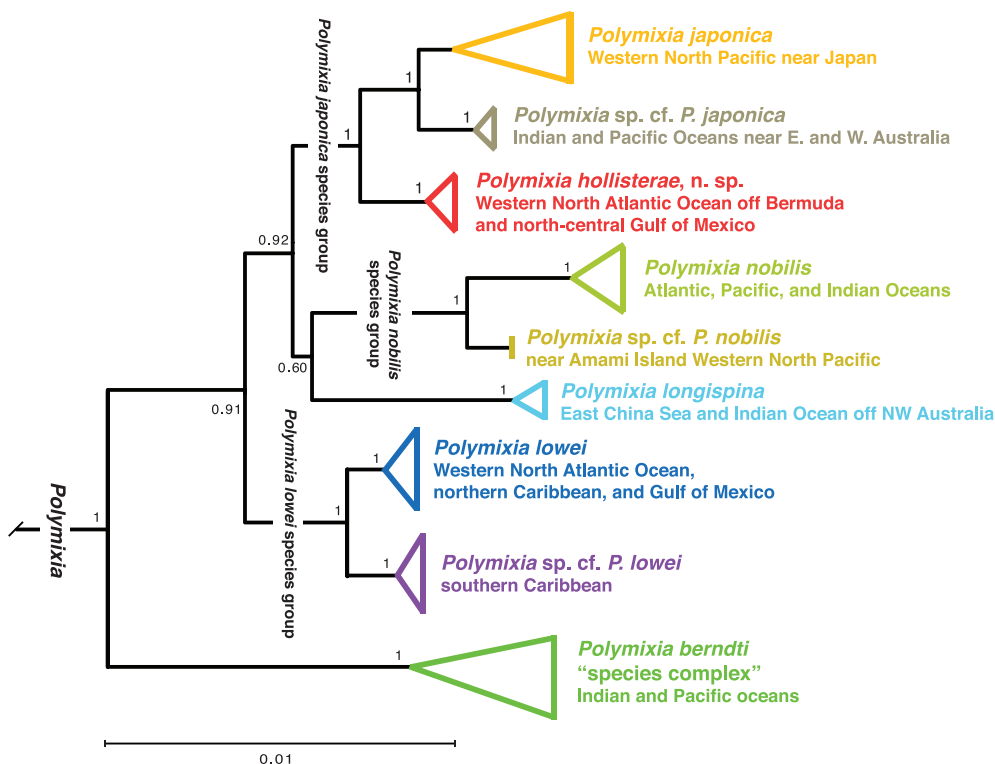 Polymixia japonica
Western North Pacific near Japan
1
1
Polymixia sp. cf. P. japonica
Indian and Pacific Oceans near E. and W. Australia
Polymixia japonica species group
1
1
Polymixia hollisterae, n. sp.
Western North Atlantic Ocean off Bermuda
and north-central Gulf of Mexico
0.92
Polymixia nobilis
species group
1
1
Polymixia nobilis
Atlantic, Pacific, and Indian Oceans
Polymixia sp. cf. P. nobilis
near Amami Island Western North Pacific
0.60
1
Polymixia longispina
East China Sea and Indian Ocean off NW Australia
0.91
Polymixia lowei species group
1
1
Polymixia lowei
Western North Atlantic Ocean,
northern Caribbean, and Gulf of Mexico
1
Polymixia sp. cf. P. lowei
southern Caribbean
Polymixia
1
1
Polymixia berndti
“species complex”
Indian and Pacific oceans
0.01